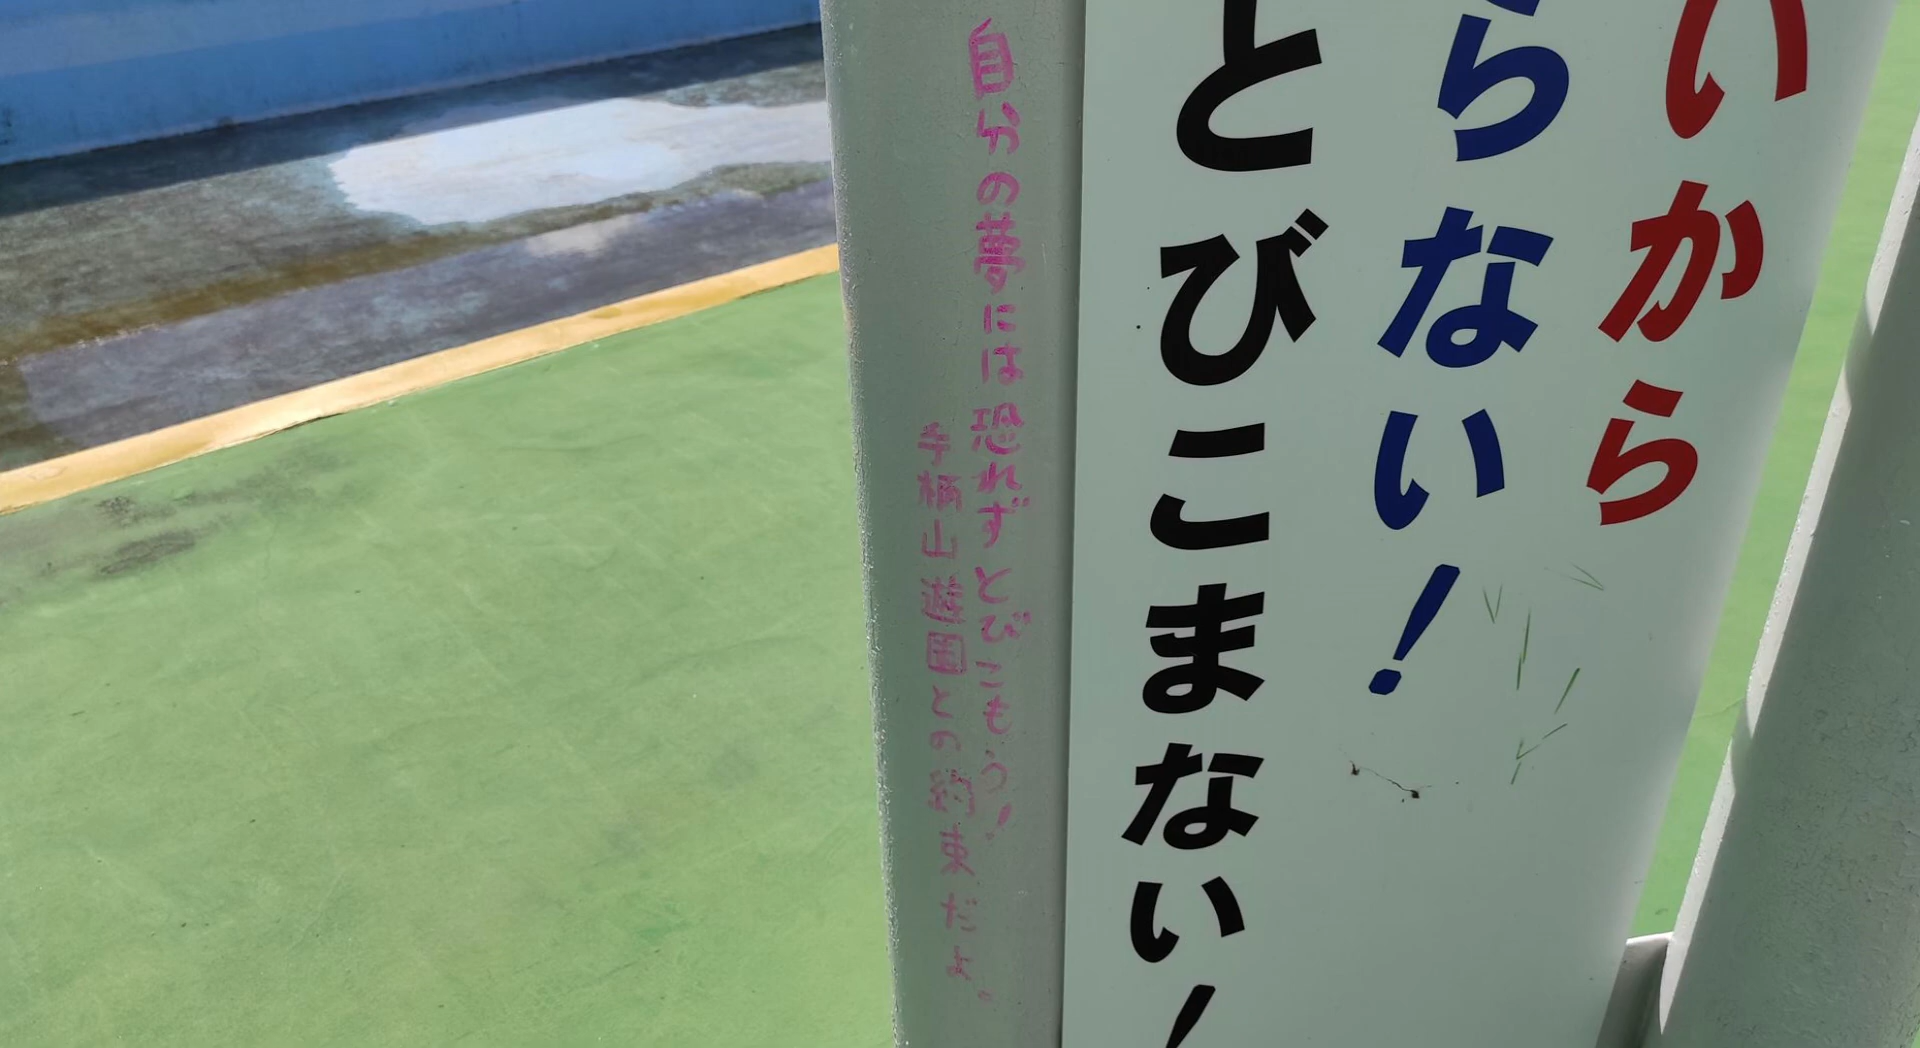 いから
らない!
とびこまない!
自らの夢には恐れずとびこもう!
手柄山遊園との約束だよ。